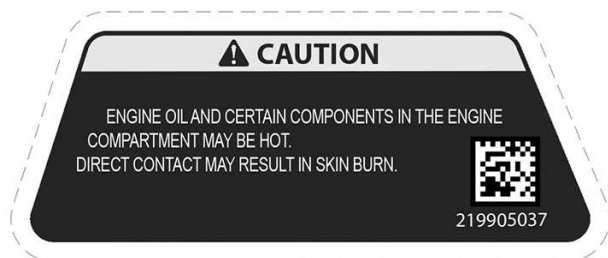 CAUTION
ENGINE OIL AND CERTAIN COMPONENTS IN THE ENGINE
COMPARTMENT MAY BE HOT.
DIRECT CONTACT MAY RESULT IN SKIN BURN.
219905037